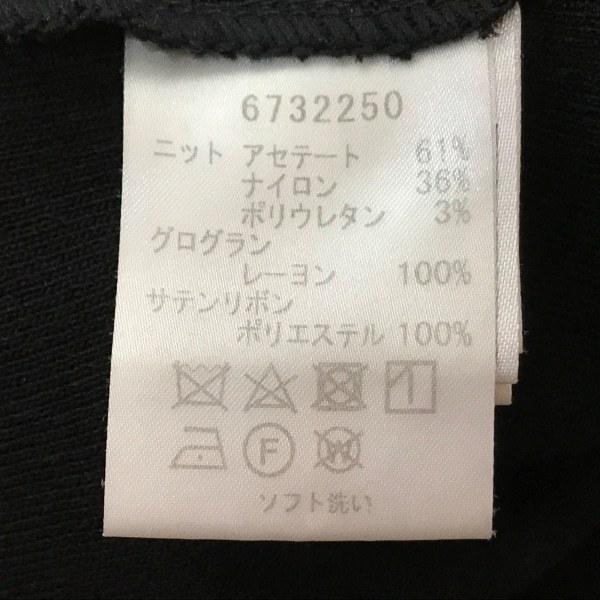 6732250
ニット アセテート 61%
ナイロン 36%
ポリウレタン 3%
グログラン
レーヨン 100%
サテンリボン
ポリエステル 100%
F W
ソフト洗い